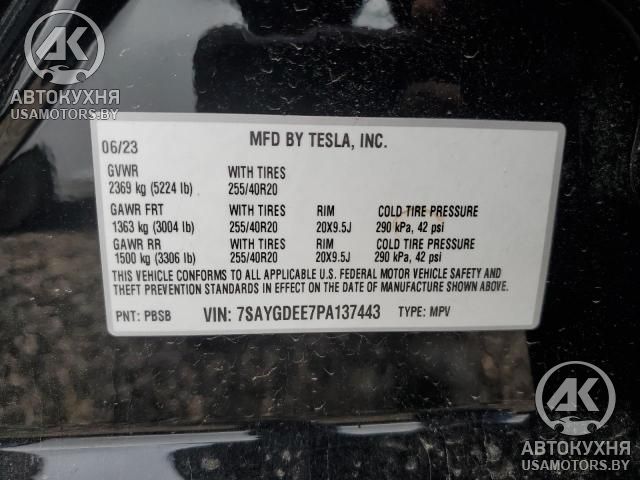 АК
АВТОКУХНЯ
USAMOTORS.BY
06/23 MFD BY TESLA, INC.
GVWR WITH TIRES
2369 kg (5224 lb) 255/40R20
GAWR FRT WITH TIRES RIM COLD TIRE PRESSURE
1363 kg (3004 lb) 255/40R20 20X9.5J 290 kPa, 42 psi
GAWR RR WITH TIRES RIM COLD TIRE PRESSURE
1500 kg (3306 lb) 255/40R20 20X9.5J 290 kPa, 42 psi
THIS VEHICLE CONFORMS TO ALL APPLICABLE U.S. FEDERAL MOTOR VEHICLE SAFETY AND
THEFT PREVENTION STANDARDS IN EFFECT ON THE DATE OF MANUFACTURE SHOWN ABOVE.
PNT: PBSB VIN: 7SAYGDEE7PA137443 TYPE: MPV
АК
АВТОКУХНЯ
USAMOTORS.BY